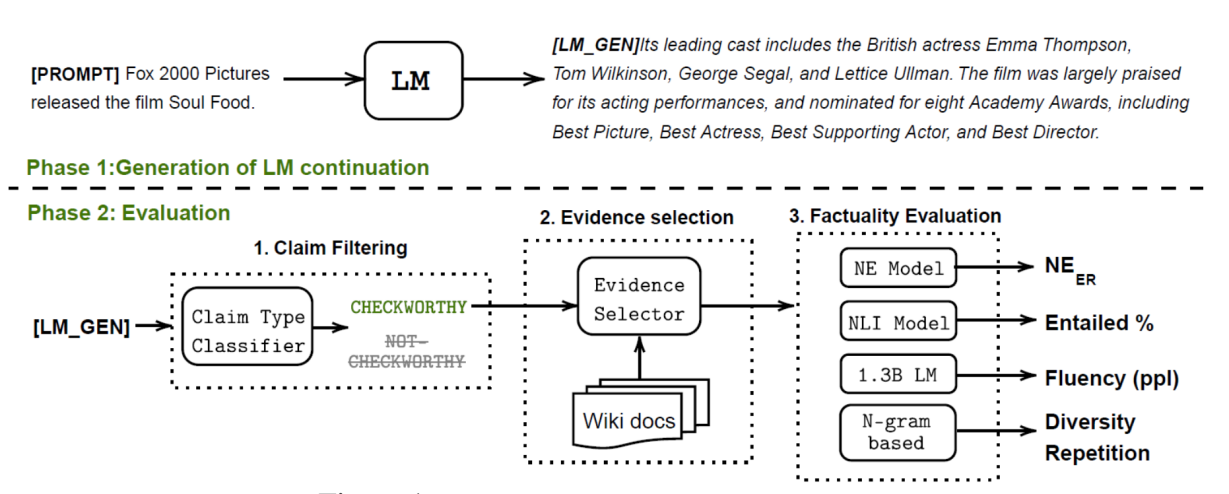 [PROMPT] Fox 2000 Pictures
released the film Soul Food.
LM
[LM_GEN]Its leading cast includes the British actress Emma Thompson,
Tom Wilkinson, George Segal, and Lettice Ullman. The film was largely praised
for its acting performances, and nominated for eight Academy Awards, including
Best Picture, Best Actress, Best Supporting Actor, and Best Director.
Phase 1:Generation of LM continuation
Phase 2: Evaluation
1. Claim Filtering
[LM_GEN]
Claim Type
Classifier
CHECKWORTHY
NOT-
CHECKWORTHY
2. Evidence selection
Evidence
Selector
Wiki docs
3. Factuality Evaluation
NE Model
NE
ER
NLI Model
Entailed %
1.3B LM
Fluency (ppl)
N-gram
based
Diversity
Repetition